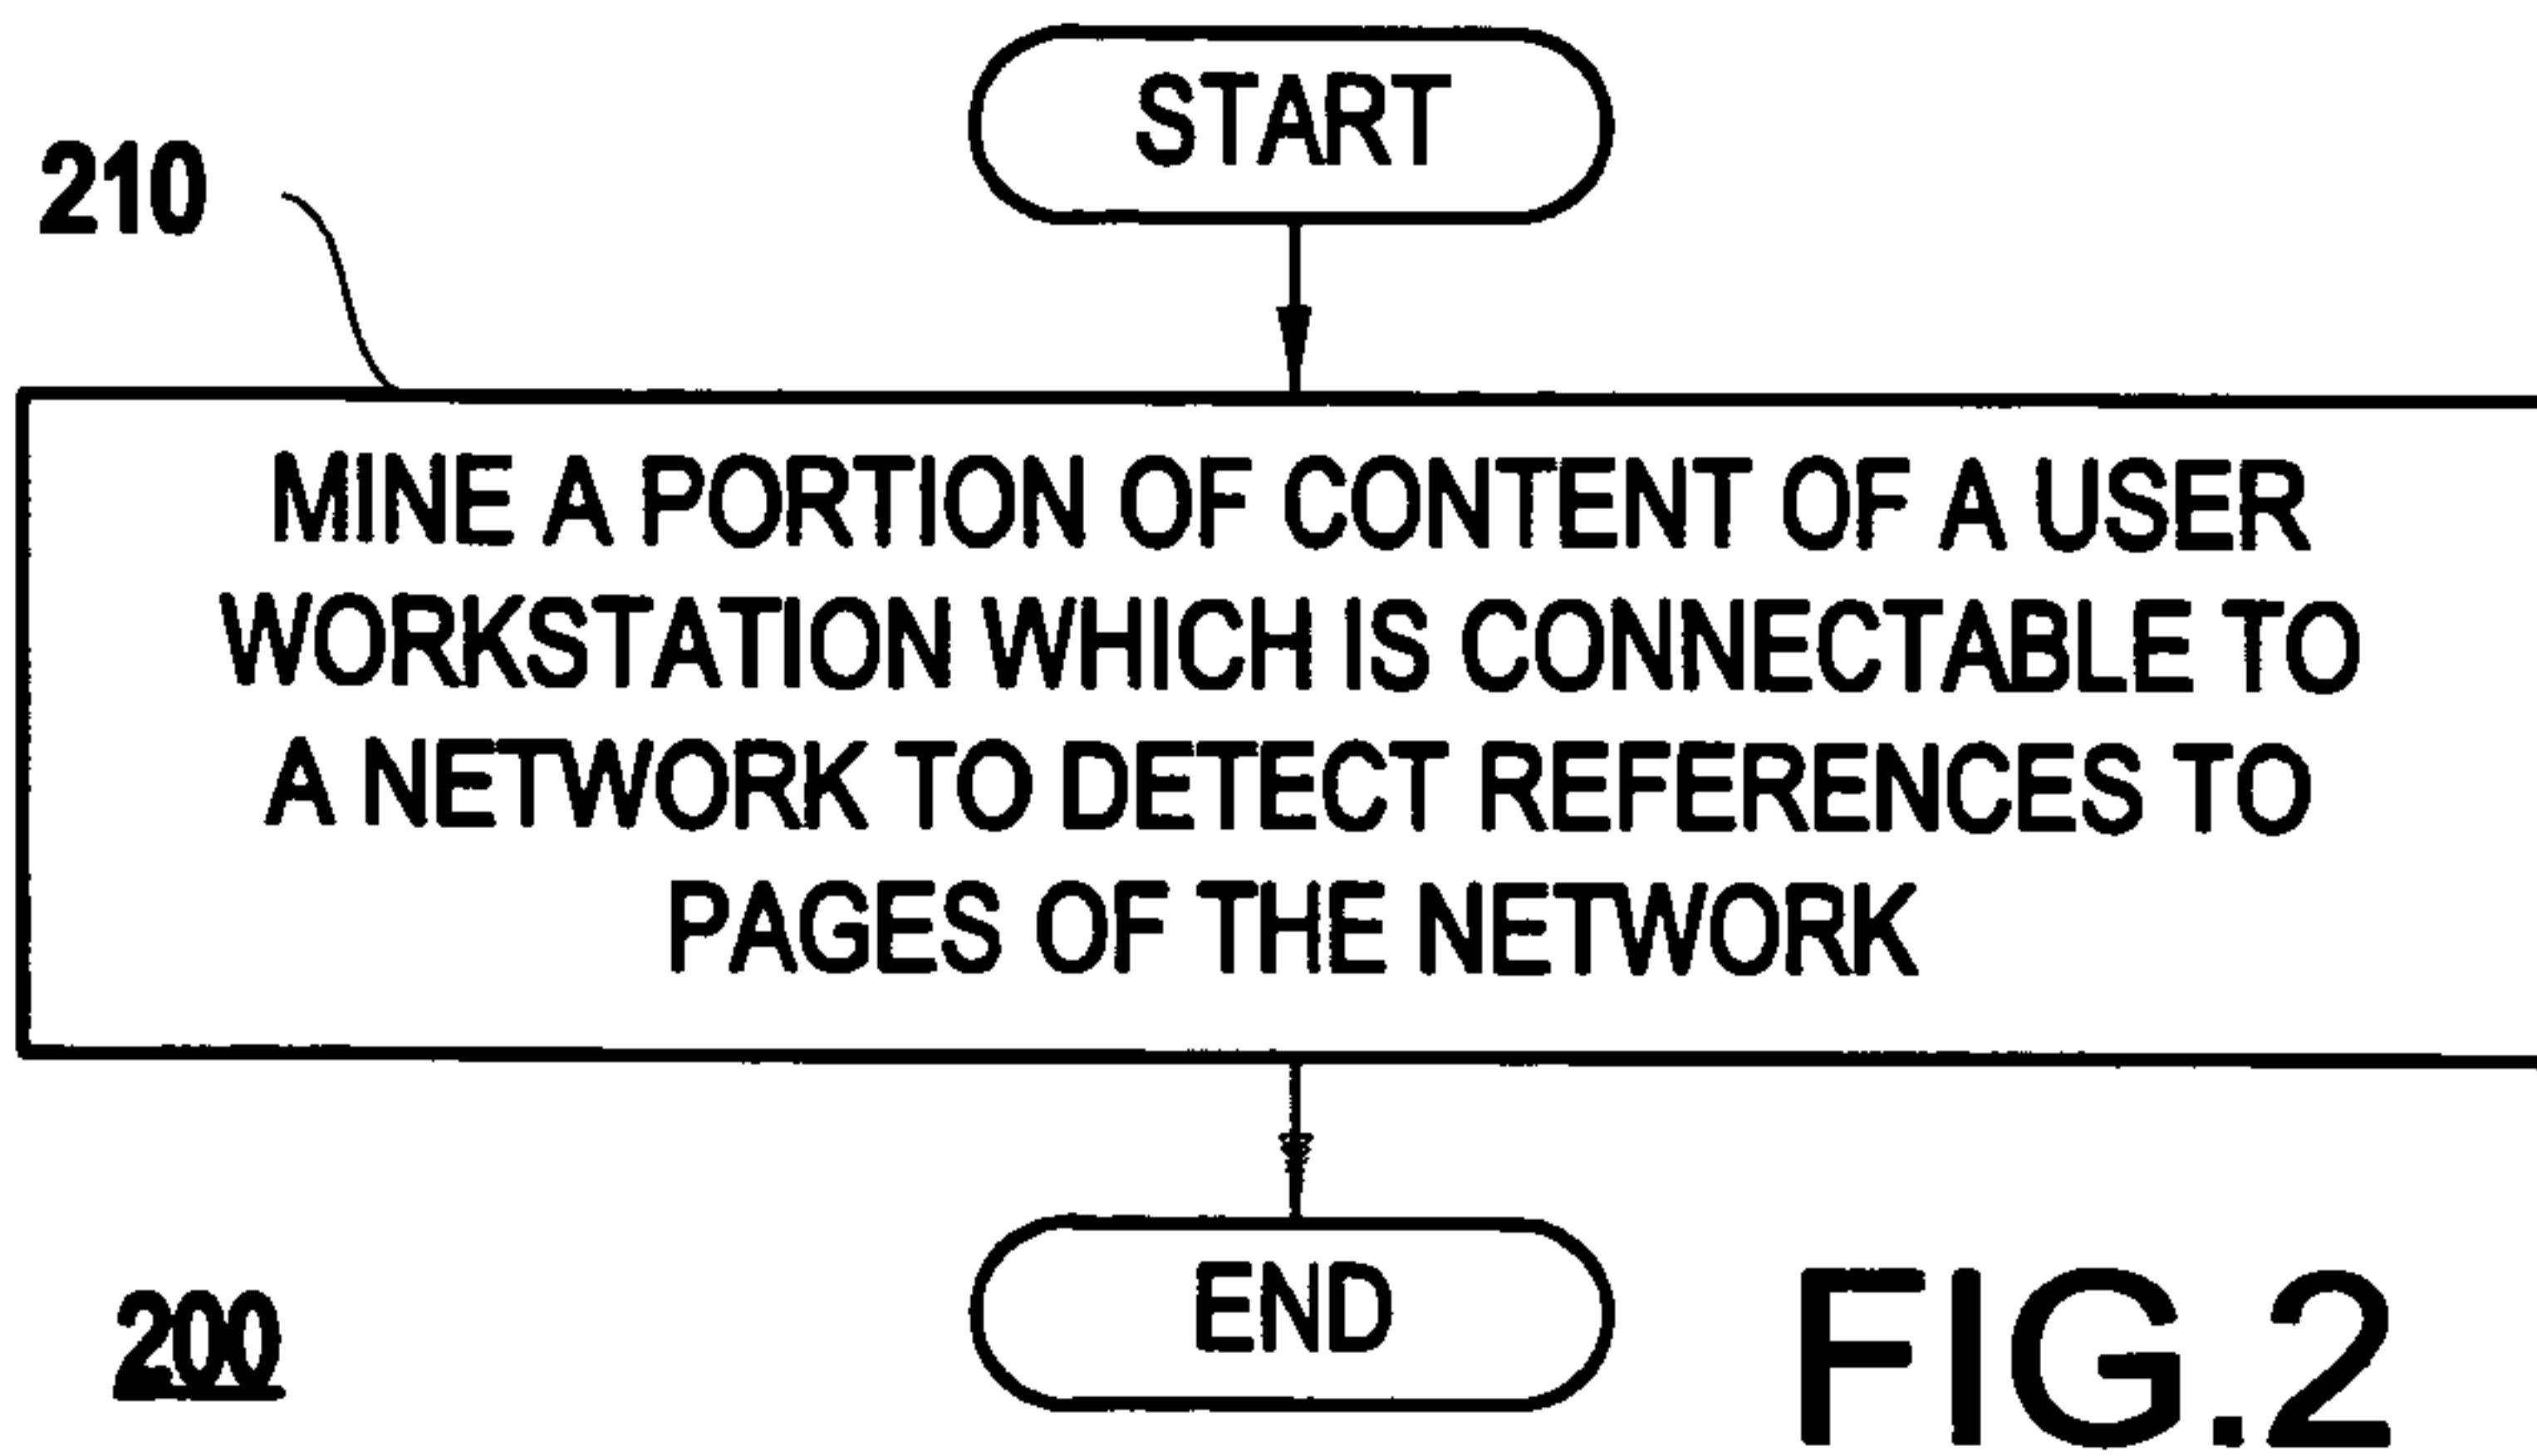 START
210
MINE A PORTION OF CONTENT OF A USER
WORKSTATION WHICH IS CONNECTABLE TO
A NETWORK TO DETECT REFERENCES TO
PAGES OF THE NETWORK
END
200
FIG.2